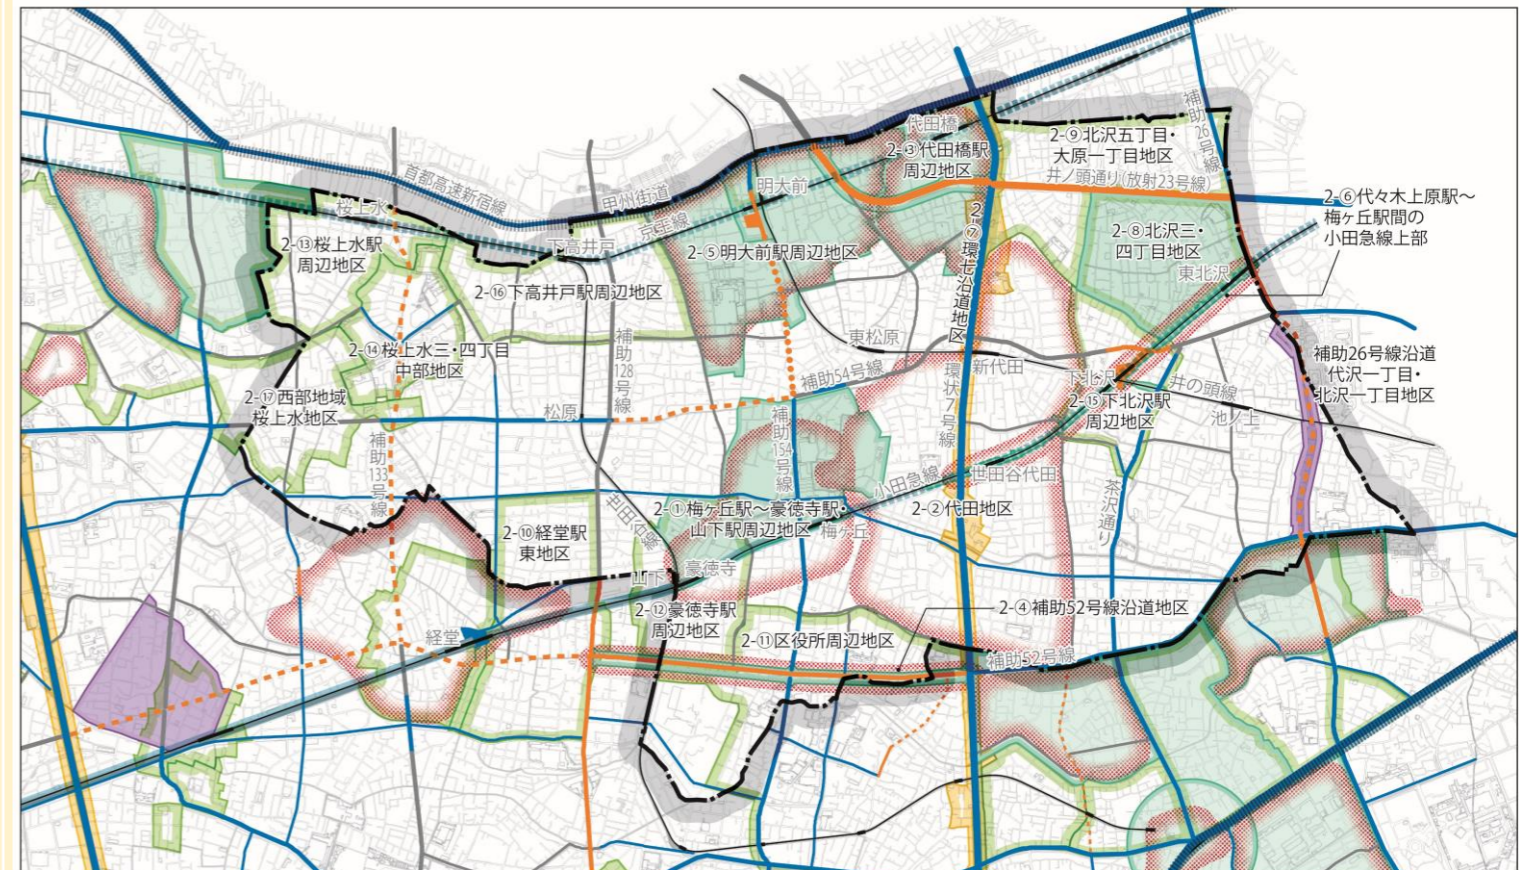 補助26号線
代田橋
2-⑨北沢五丁目・
大原一丁目地区
2-③代田橋駅
周辺地区
首都高速新宿線
甲州街道
京王線
明大前
井ノ頭通り(放射23号線)
2-⑥代々木上原駅～
梅ヶ丘駅間の
小田急線上部
桜上水
2-⑬桜上水駅
周辺地区
下高井戸
2-⑤明大前駅周辺地区
2-⑦環七沿道地区
2-⑧北沢三・
四丁目地区
東北沢
2-⑯下高井戸駅周辺地区
2-⑭桜上水三・四丁目
中部地区
補助128号線
東松原
補助54号線
新代田
下北沢
井の頭線
補助26号線沿道
代沢一丁目・
北沢一丁目地区
2-⑰西部地域
桜上水地区
松原
環状7号線
2-⑮下北沢駅
周辺地区
池ノ上
補助133号線
補助154号線
小田急線
世田谷代田
茶沢通り
世田谷線
2-①梅ヶ丘駅～豪徳寺駅・
山下駅周辺地区
梅ヶ丘
2-②代田地区
2-⑩経堂駅
東地区
山下
豪徳寺
2-⑫豪徳寺駅
周辺地区
2-④補助52号線沿道地区
経堂
2-⑪区役所周辺地区
補助52号線